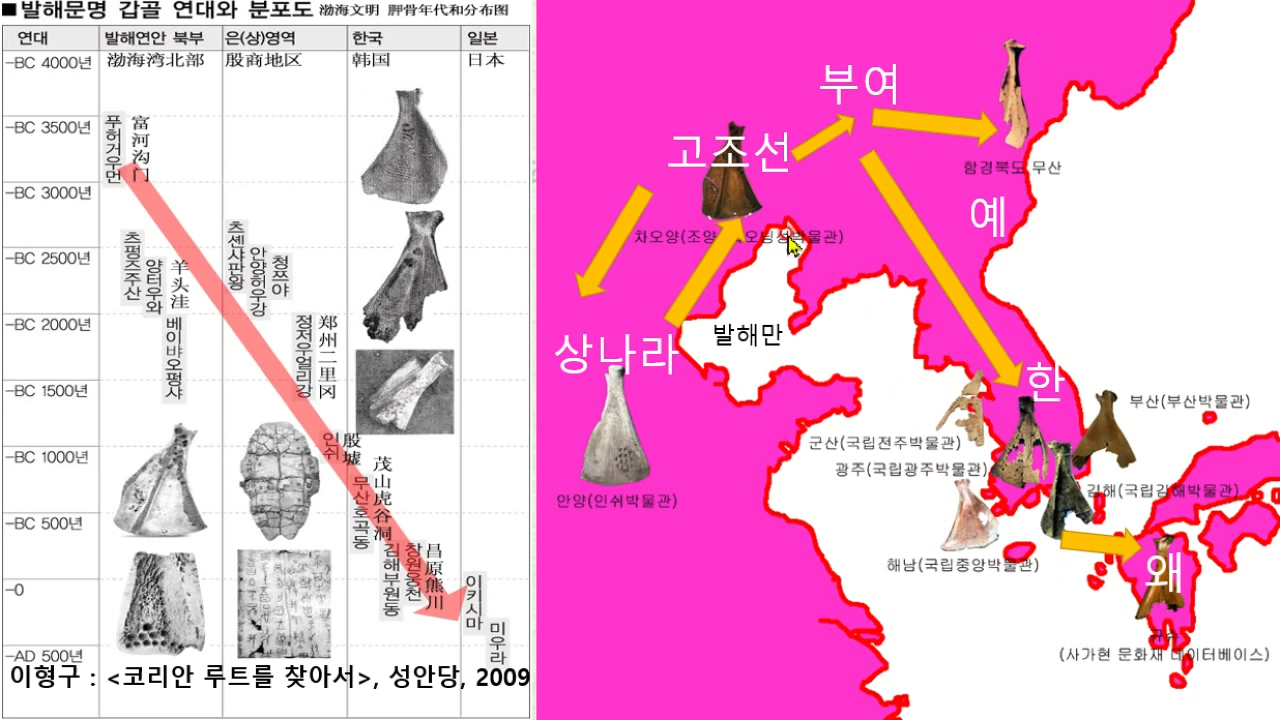 ■발해문명 갑골 연대와 분포도 渤海文明 胛骨年代和分布图
연대
발해연안 북부
은(상)영역
한국
일본
渤海湾北部
殷商地区
韩国
日本
–BC 4000년
–BC 3500년
–BC 3000년
–BC 2500년
–BC 2000년
–BC 1500년
–BC 1000년
–BC 500년
–0
–AD 500년
푸허거우먼
富河沟门
츠펑즈주산
양터우와
羊头洼
베이뱌오펑샤
츠셴샤판왕
안양허우강
청쯔야
정저우얼리강
郑州二里冈
인쉬
殷墟
무산호곡동
茂山虎谷洞
김해부원동
창원웅천
昌原熊川
이키시마
미우라
이형구 : <코리안 루트를 찾아서>, 성안당, 2009
부여
고조선
함경북도 무산
예
차오양(조양
박물관)
발해만
상나라
한
안양(인쉬박물관)
부산(부산박물관)
군산(국립전주박물관)
광주(국립광주박물관)
김해(국립김해박물관)
해남(국립중앙박물관)
왜
규슈
(사가현 문화재 데이터베이스)